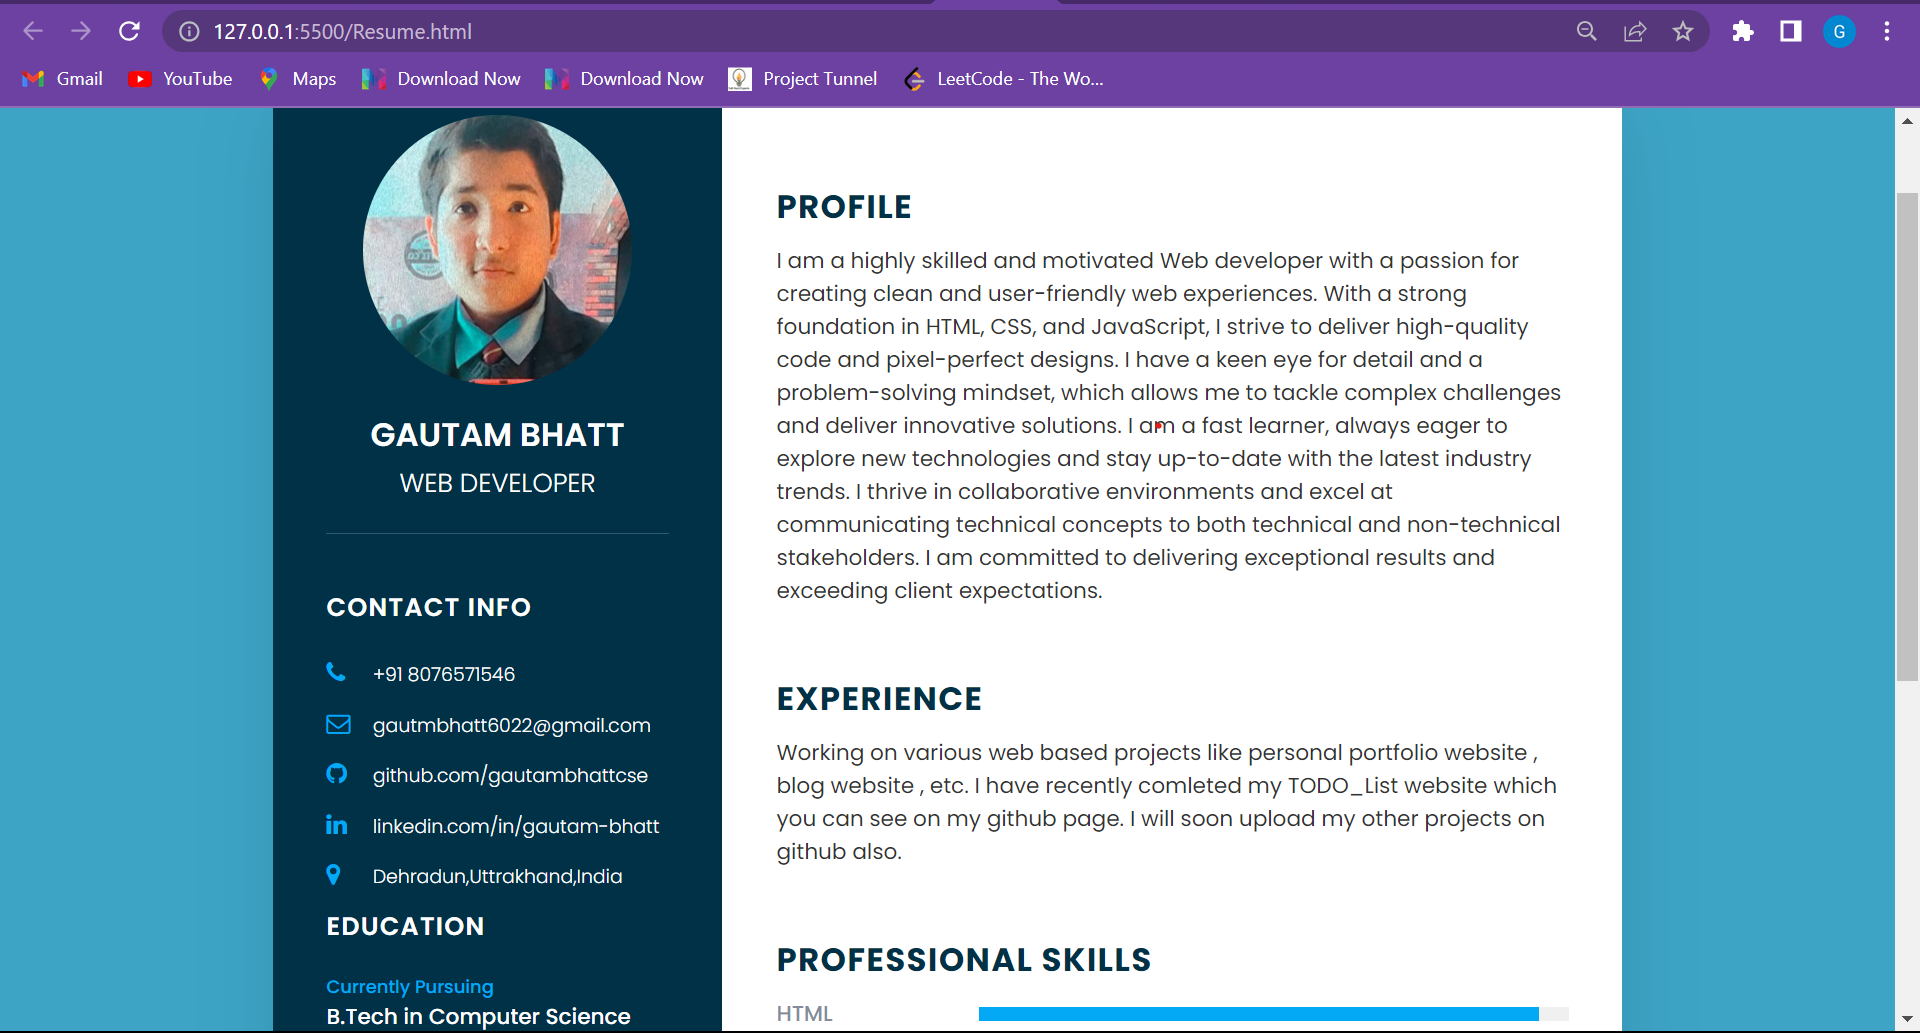 127.0.0.1:5500/Resume.html
G
Gmail
YouTube
Maps
Download Now
Download Now
Project Tunnel
LeetCode - The Wo...
GAUTAM BHATT
WEB DEVELOPER
CONTACT INFO
+91 8076571546
gautmbhatt6022@gmail.com
github.com/gautambhattcse
linkedin.com/in/gautam-bhatt
Dehradun,Uttrakhand,India
EDUCATION
Currently Pursuing
B.Tech in Computer Science
PROFILE
I am a highly skilled and motivated Web developer with a passion for
creating clean and user-friendly web experiences. With a strong
foundation in HTML, CSS, and JavaScript, I strive to deliver high-quality
code and pixel-perfect designs. I have a keen eye for detail and a
problem-solving mindset, which allows me to tackle complex challenges
and deliver innovative solutions. I am a fast learner, always eager to
explore new technologies and stay up-to-date with the latest industry
trends. I thrive in collaborative environments and excel at
communicating technical concepts to both technical and non-technical
stakeholders. I am committed to delivering exceptional results and
exceeding client expectations.
EXPERIENCE
Working on various web based projects like personal portfolio website ,
blog website , etc. I have recently comleted my TODO_List website which
you can see on my github page. I will soon upload my other projects on
github also.
PROFESSIONAL SKILLS
HTML